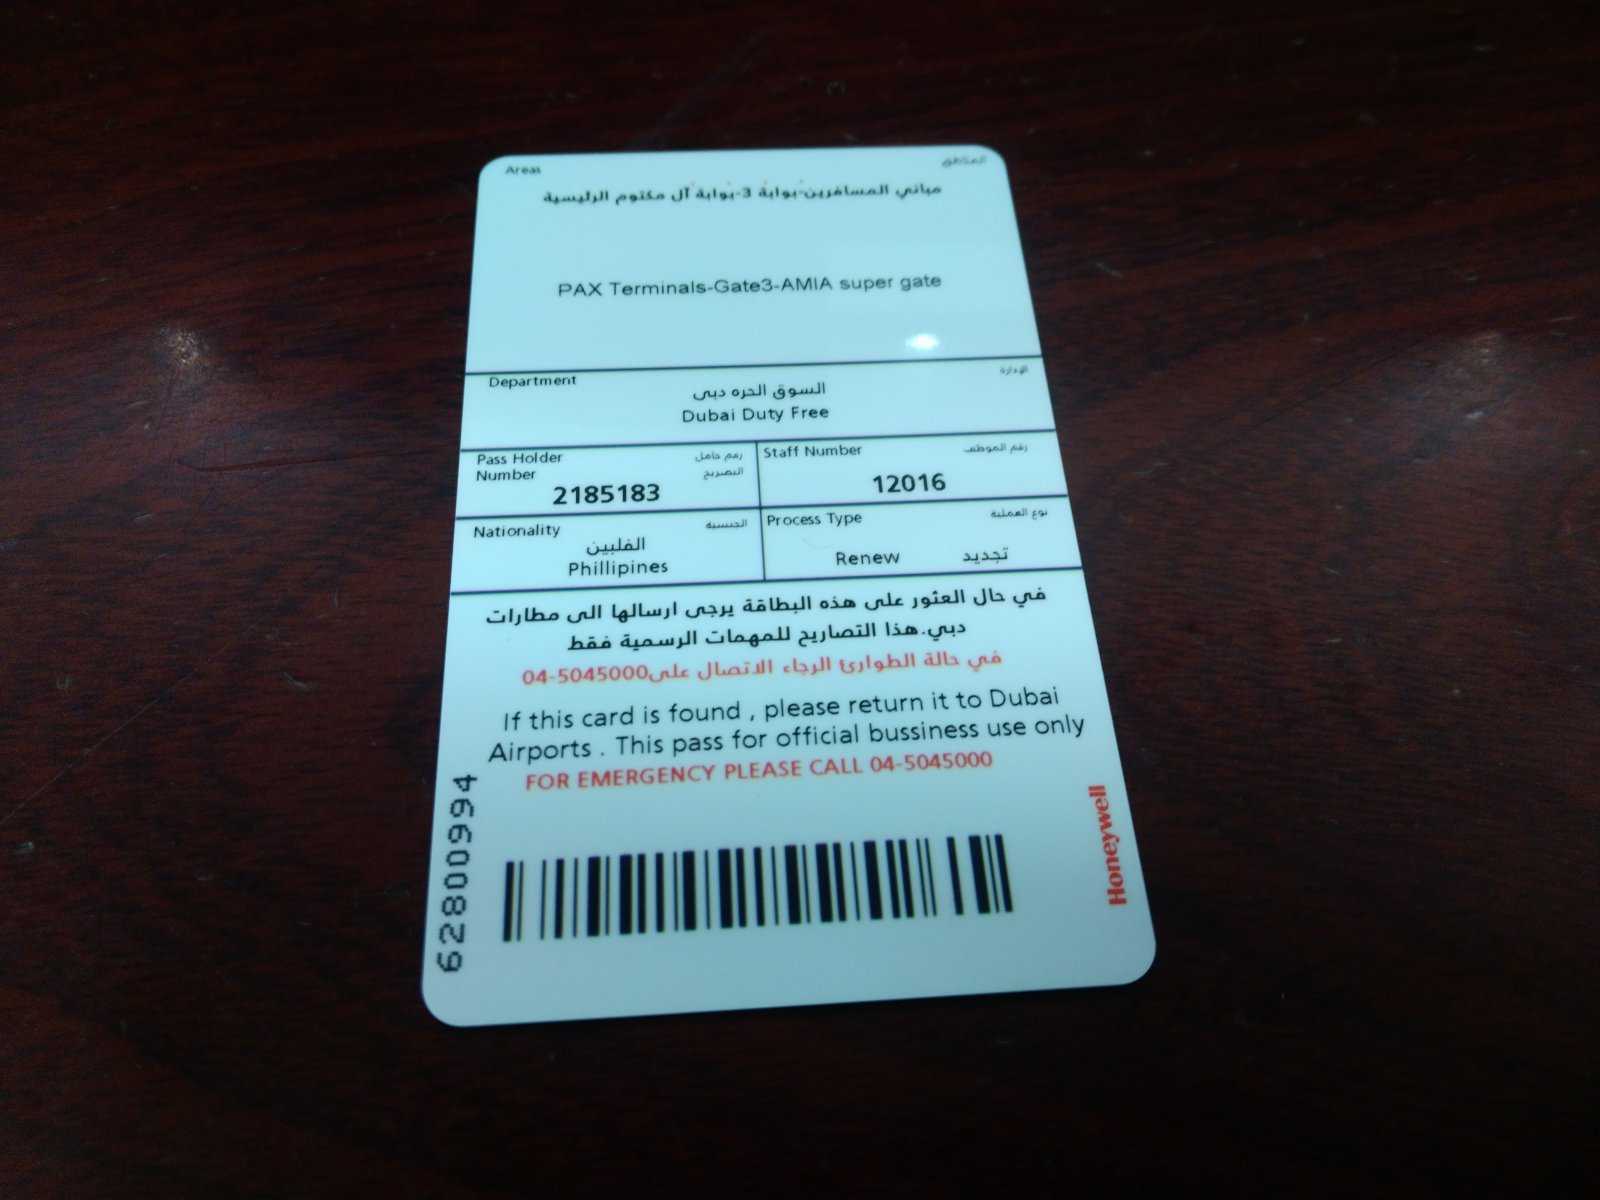 Areas المناطق
مباني المسافرين-بوابة 3-بوابة آل مكتوم الرئيسية
PAX Terminals-Gate3-AMIA super gate
Department الإدارة
السوق الحره دبى
Dubai Duty Free
Pass Holder رقم حامل
Number التصريح
2185183
Staff Number رقم الموظف
12016
Nationality الجنسية
الفلبين
Phillipines
Process Type نوع العملية
Renew تجديد
في حال العثور على هذه البطاقة يرجى ارسالها الى مطارات
دبي.هذا التصاريح للمهمات الرسمية فقط
في حالة الطوارئ الرجاء الاتصال على04-5045000
If this card is found , please return it to Dubai
Airports . This pass for official bussiness use only
FOR EMERGENCY PLEASE CALL 04-5045000
62800994
Honeywell